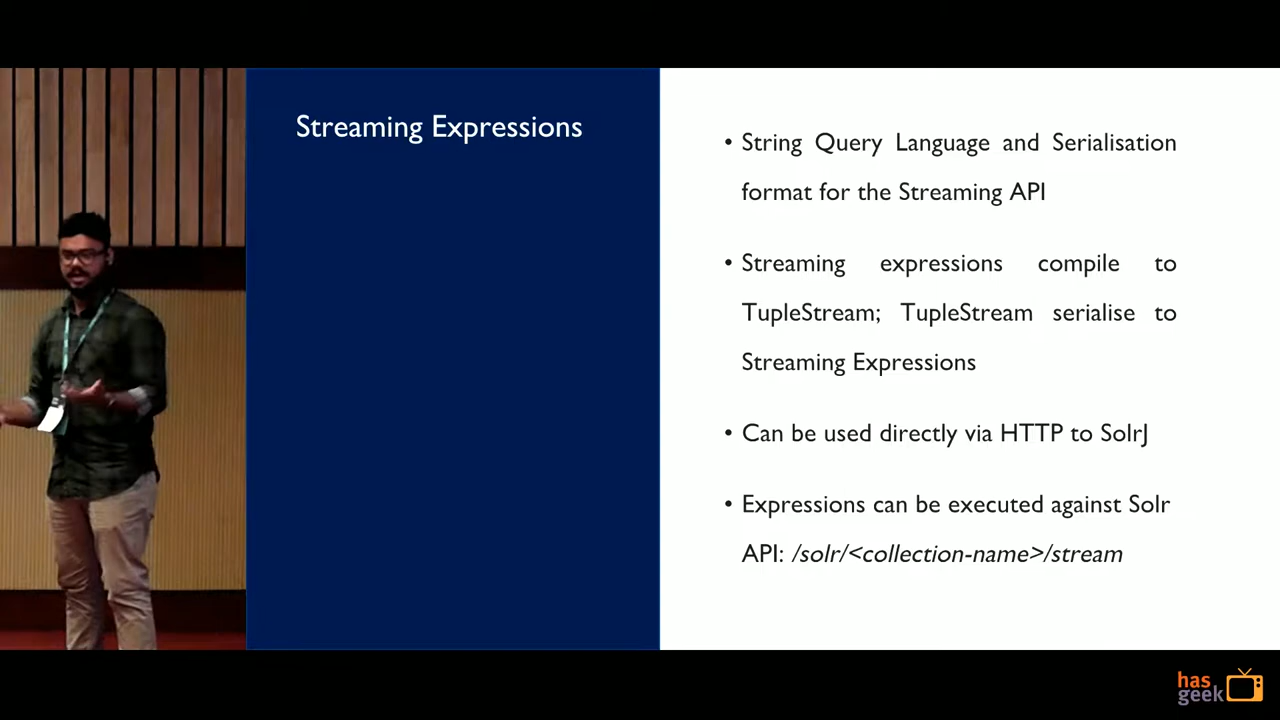 Streaming Expressions
• String Query Language and Serialisation
format for the Streaming API
• Streaming expressions compile to
TupleStream; TupleStream serialise to
Streaming Expressions
• Can be used directly via HTTP to SolrJ
• Expressions can be executed against Solr
API: /solr/<collection-name>/stream
has
geek